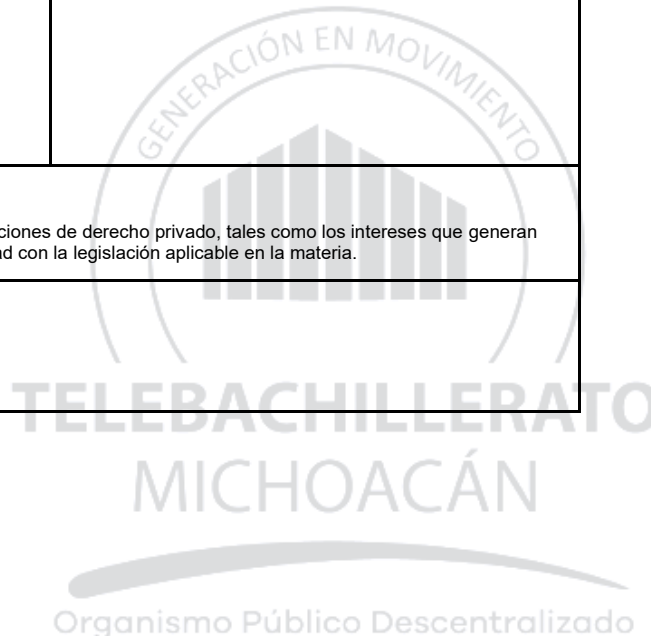 GENERACIÓN EN MOVIMIENTO
ciones de derecho privado, tales como los intereses que generan
d con la legislación aplicable en la materia.
TELEBACHILLERATO
MICHOACÁN
Organismo Público Descentralizado